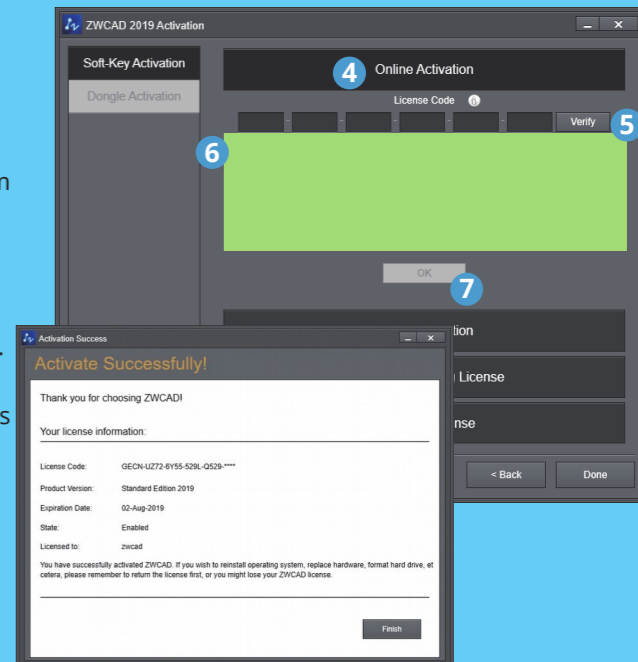 ZWCAD 2019 Activation
Soft-Key Activation
Dongle Activation
4
Online Activation
License Code
- - - - -
Verify
5
6
OK
7
tion
License
nse
< Back
Done
n
.
s
Activation Success
Activate Successfully!
Thank you for choosing ZWCAD!
Your license information:
License Code: GECN-UZ72-6Y55-529L-Q529-****
Product Version: Standard Edition 2019
Expiration Date: 02-Aug-2019
State: Enabled
Licensed to: zwcad
You have successfully activated ZWCAD. If you wish to reinstall operating system, replace hardware, format hard drive, et
cetera, please remember to return the license first, or you might lose your ZWCAD license.
Finish